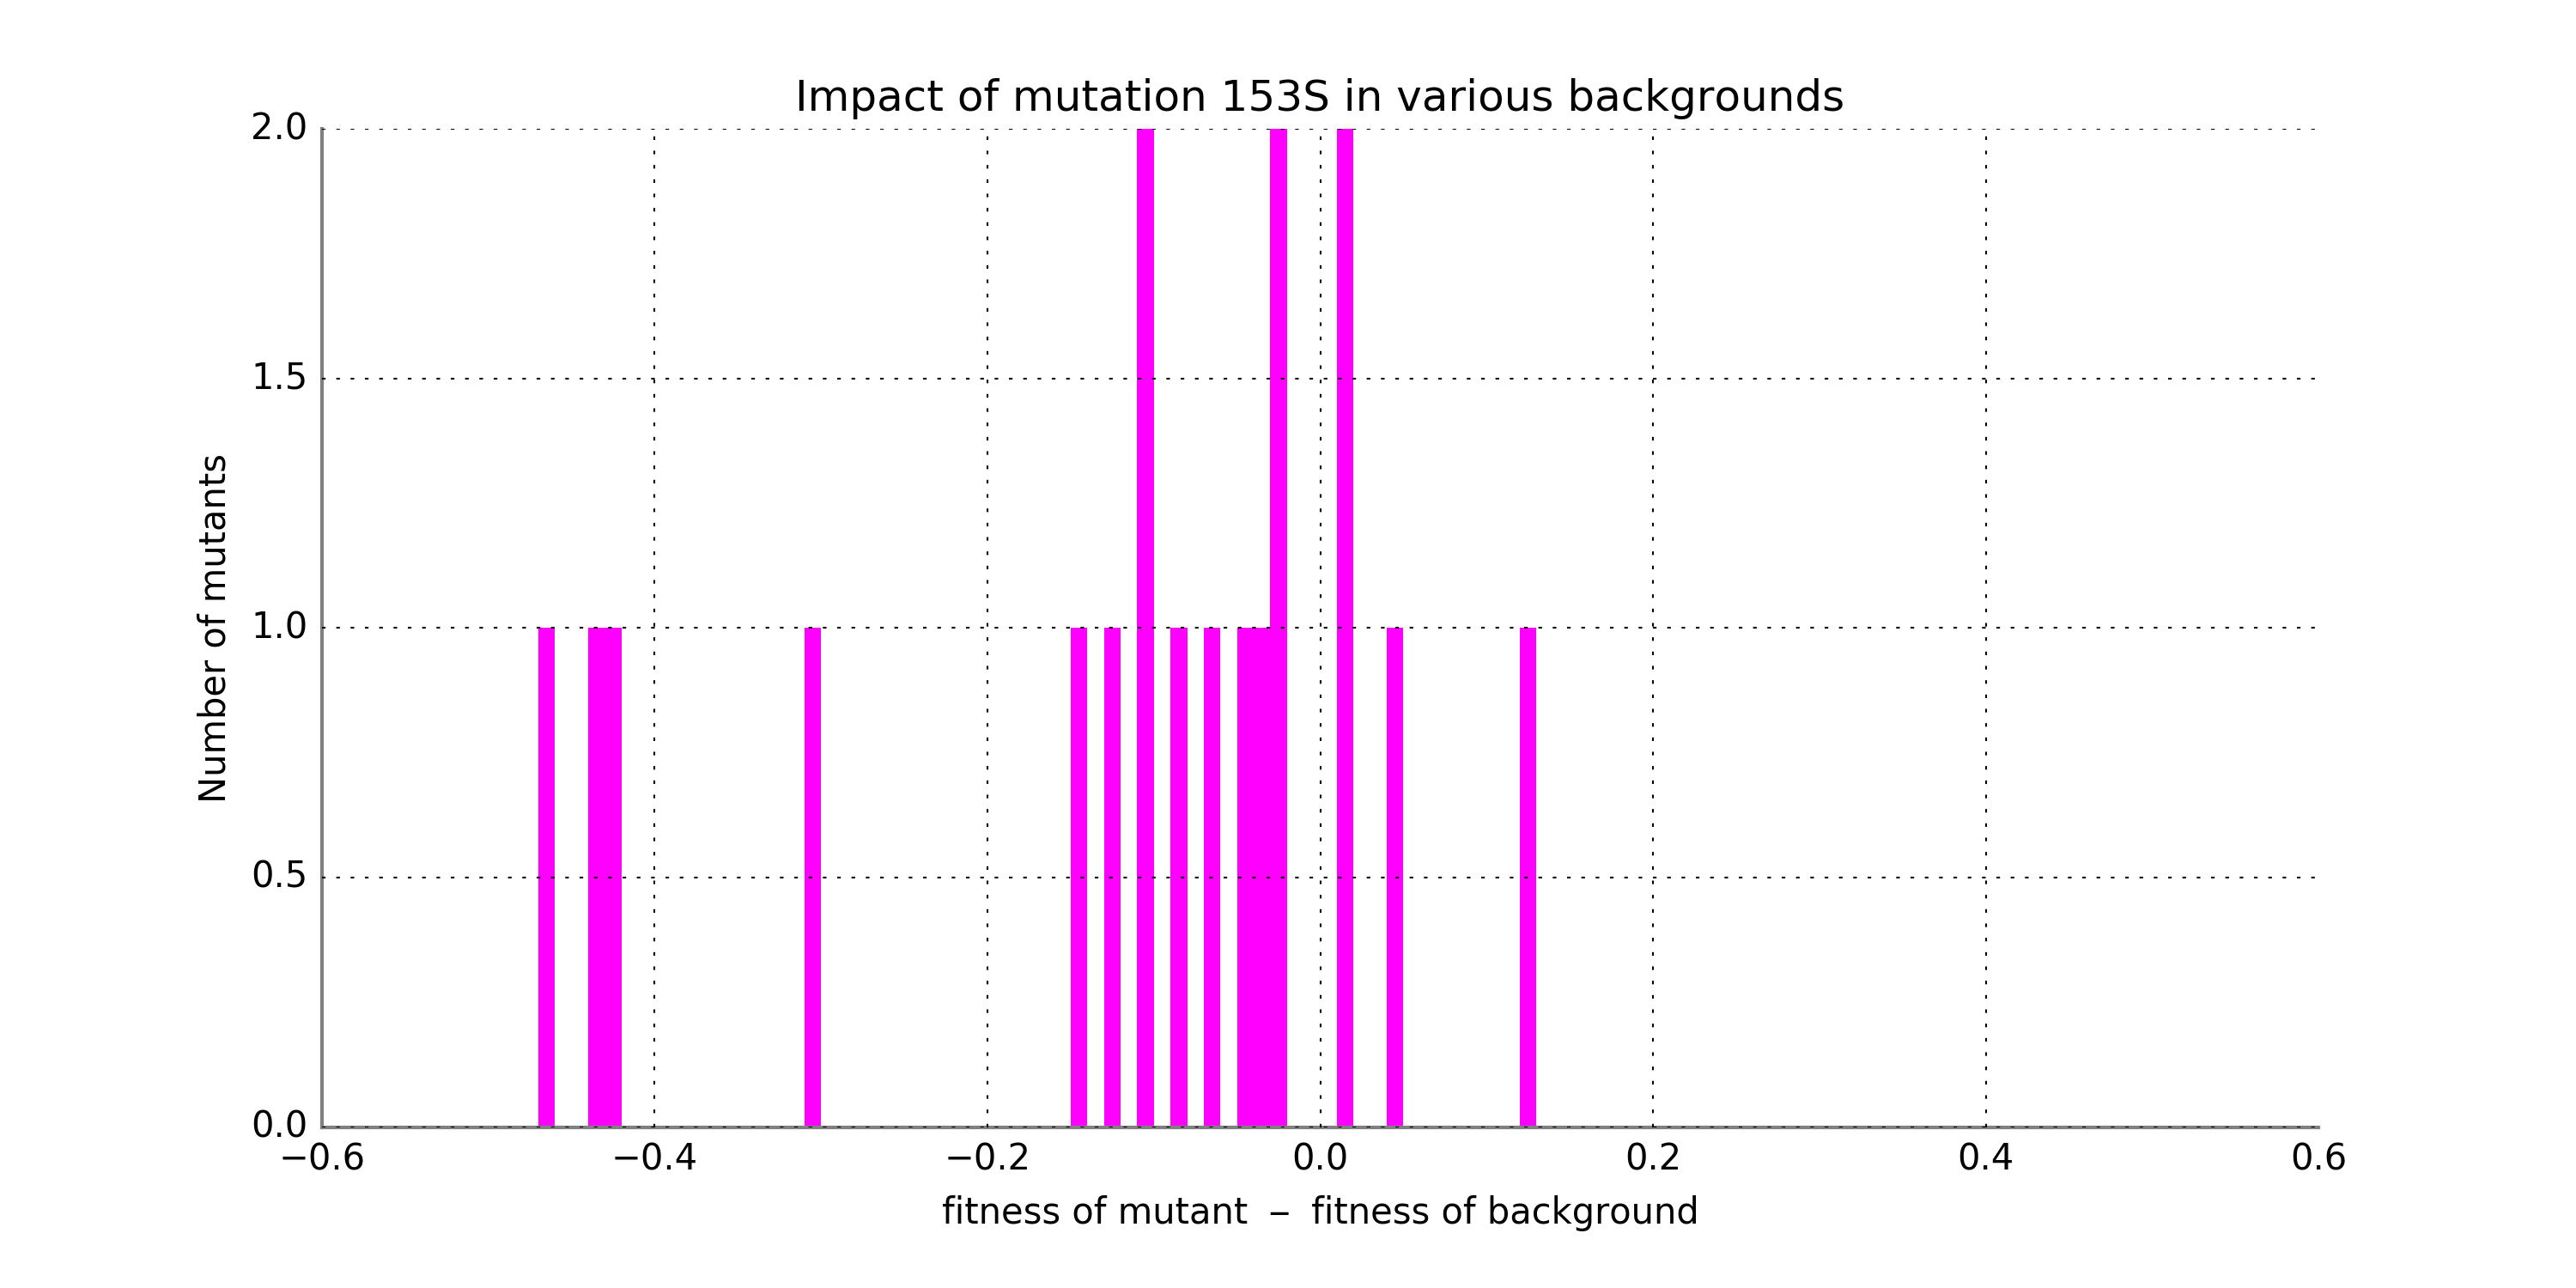 Impact of mutation 153S in various backgrounds
2.0
1.5
1.0
0.5
0.0
Number of mutants
−0.6 −0.4 −0.2 0.0 0.2 0.4 0.6
fitness of mutant − fitness of background